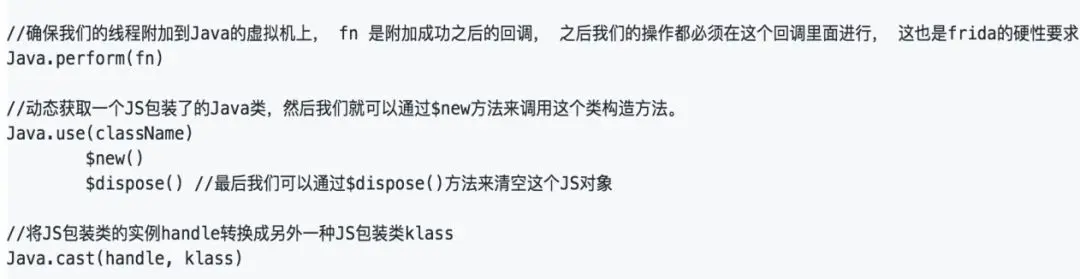 //确保我们的线程附加到Java的虚拟机上， fn 是附加成功之后的回调， 之后我们的操作都必须在这个回调里面进行， 这也是frida的硬性要求
Java.perform(fn)
//动态获取一个JS包装了的Java类，然后我们就可以通过$new方法来调用这个类构造方法。
Java.use(className)
$new()
$dispose() //最后我们可以通过$dispose()方法来清空这个JS对象
//将JS包装类的实例handle转换成另外一种JS包装类klass
Java.cast(handle, klass)